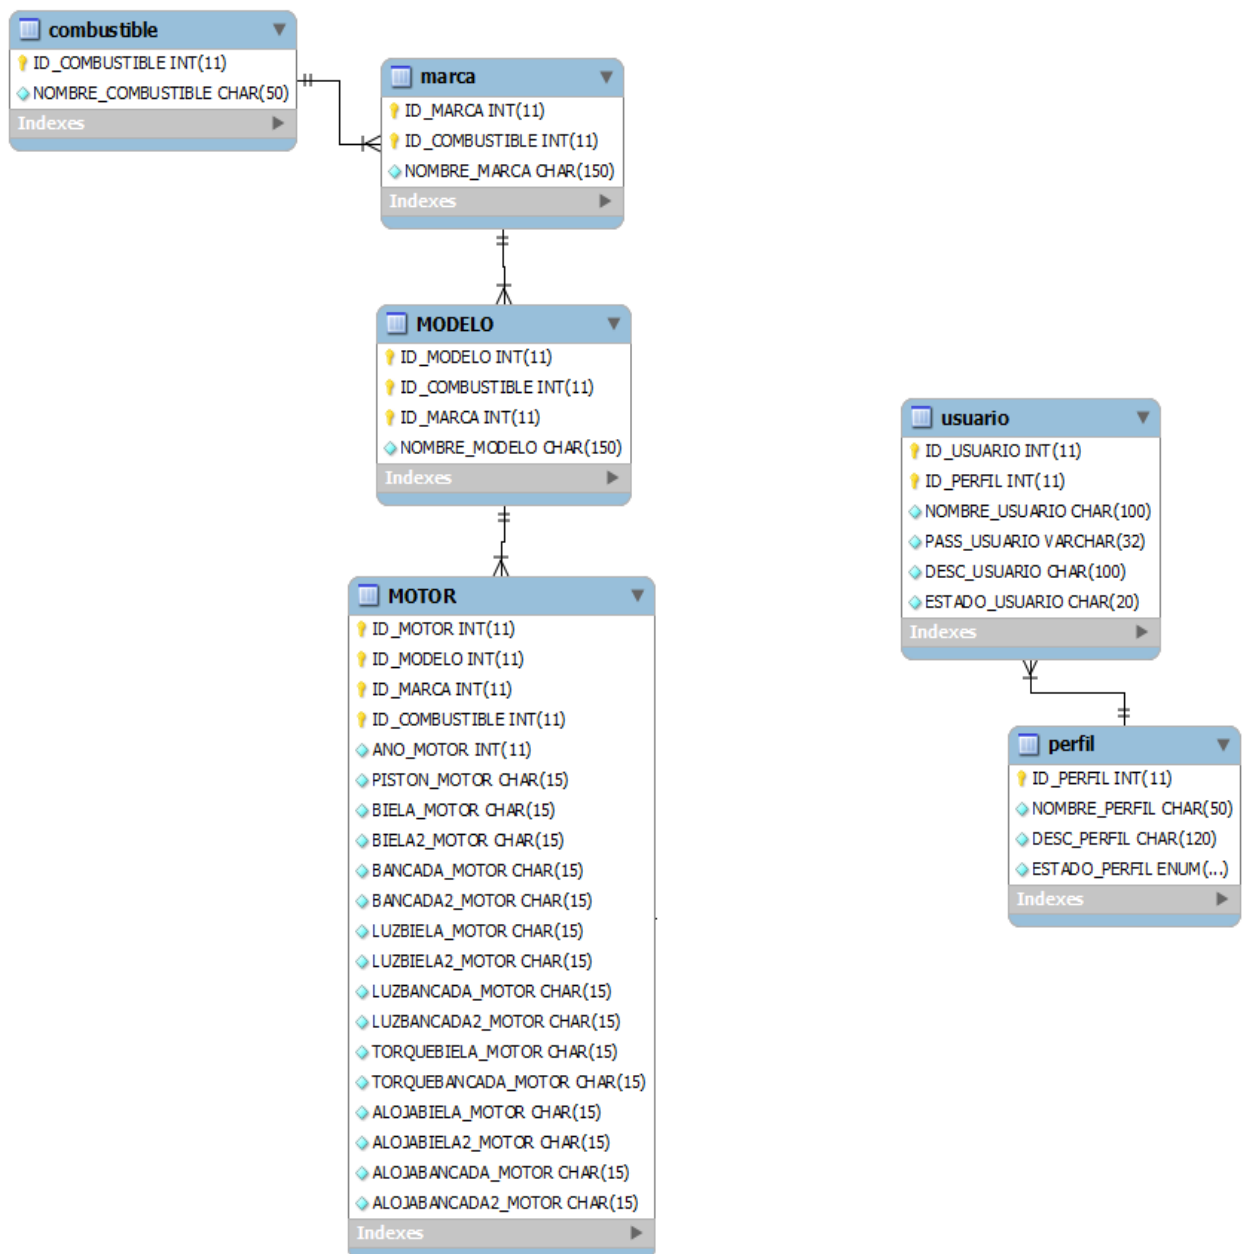 combustible
ID_COMBUSTIBLE INT(11)
NOMBRE_COMBUSTIBLE CHAR(50)
Indexes
marca
ID_MARCA INT(11)
ID_COMBUSTIBLE INT(11)
NOMBRE_MARCA CHAR(150)
Indexes
MODELO
ID_MODELO INT(11)
ID_COMBUSTIBLE INT(11)
ID_MARCA INT(11)
NOMBRE_MODELO CHAR(150)
Indexes
MOTOR
ID_MOTOR INT(11)
ID_MODELO INT(11)
ID_MARCA INT(11)
ID_COMBUSTIBLE INT(11)
ANO_MOTOR INT(11)
PISTON_MOTOR CHAR(15)
BIELA_MOTOR CHAR(15)
BIELA2_MOTOR CHAR(15)
BANCADA_MOTOR CHAR(15)
BANCADA2_MOTOR CHAR(15)
LUZBIELA_MOTOR CHAR(15)
LUZBIELA2_MOTOR CHAR(15)
LUZBANCADA_MOTOR CHAR(15)
LUZBANCADA2_MOTOR CHAR(15)
TORQUEBIELA_MOTOR CHAR(15)
TORQUEBANCADA_MOTOR CHAR(15)
ALOJABIELA_MOTOR CHAR(15)
ALOJABIELA2_MOTOR CHAR(15)
ALOJABANCADA_MOTOR CHAR(15)
ALOJABANCADA2_MOTOR CHAR(15)
Indexes
usuario
ID_USUARIO INT(11)
ID_PERFIL INT(11)
NOMBRE_USUARIO CHAR(100)
PASS_USUARIO VARCHAR(32)
DESC_USUARIO CHAR(100)
ESTADO_USUARIO CHAR(20)
Indexes
perfil
ID_PERFIL INT(11)
NOMBRE_PERFIL CHAR(50)
DESC_PERFIL CHAR(120)
ESTADO_PERFIL ENUM(...)
Indexes